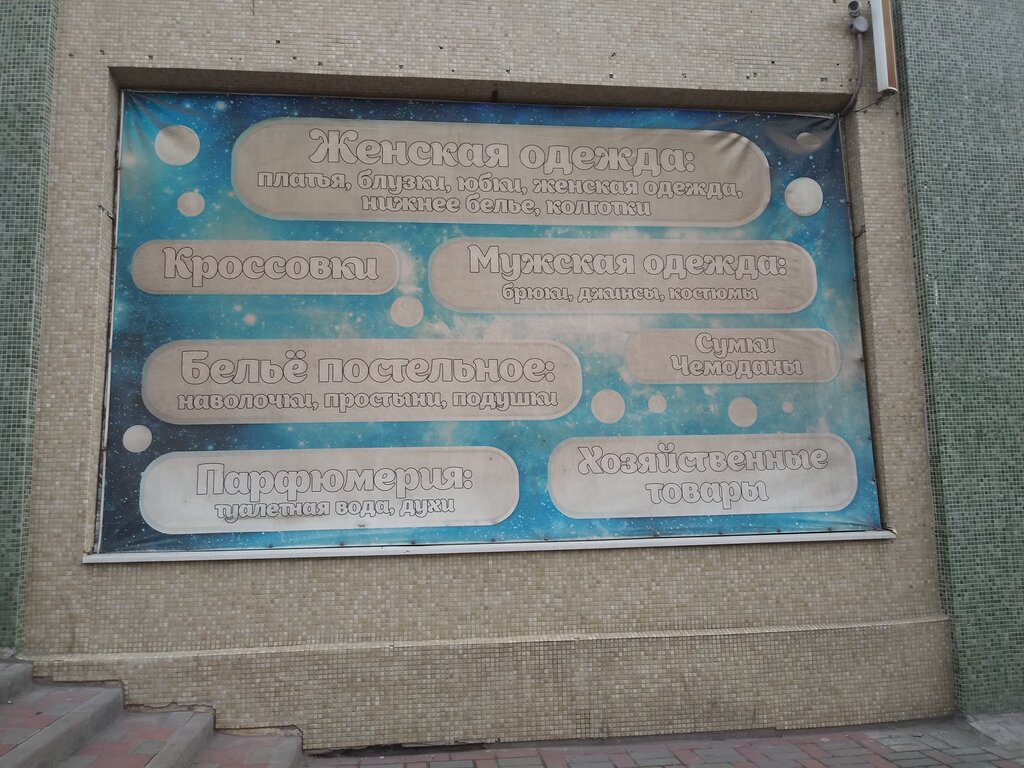 Женская одежда:
платья, блузки, юбки, женская одежда,
нижнее белье, колготки
Кроссовки
Мужская одежда:
брюки, джинсы, костюмы
Бельё постельное:
наволочки, простыни, подушки
Сумки
Чемоданы
Парфюмерия:
туалетная вода, духи
Хозяйственные
товары